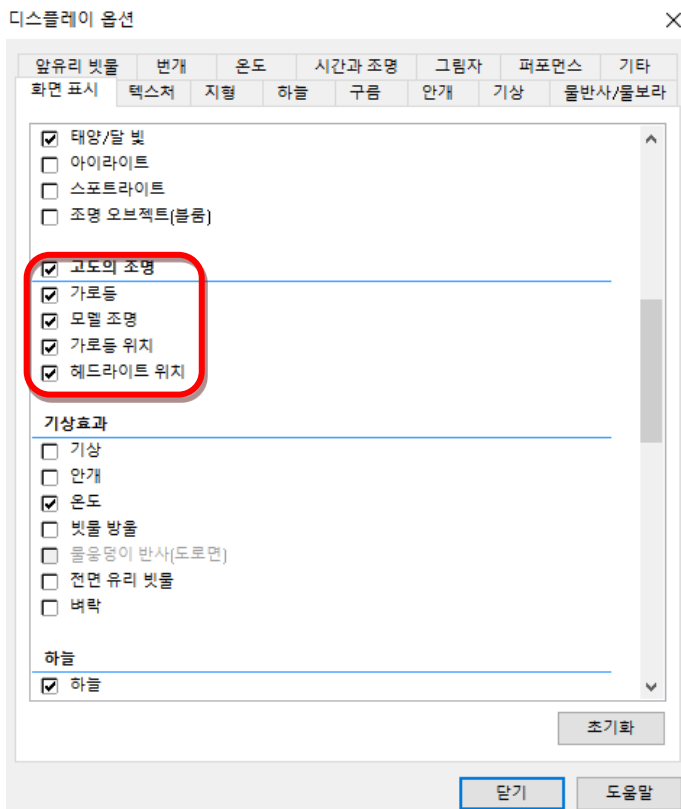 디스플레이 옵션
앞유리 빗물 번개 온도 시간과 조명 그림자 퍼포먼스 기타
화면 표시 텍스처 지형 하늘 구름 안개 기상 물반사/물보라
태양/달 빛
아이라이트
스포트라이트
조명 오브젝트(블룸)
고도의 조명
가로등
모델 조명
가로등 위치
헤드라이트 위치
기상효과
기상
안개
온도
빗물 방울
물웅덩이 반사(도로면)
전면 유리 빗물
벼락
하늘
하늘
초기화
닫기 도움말